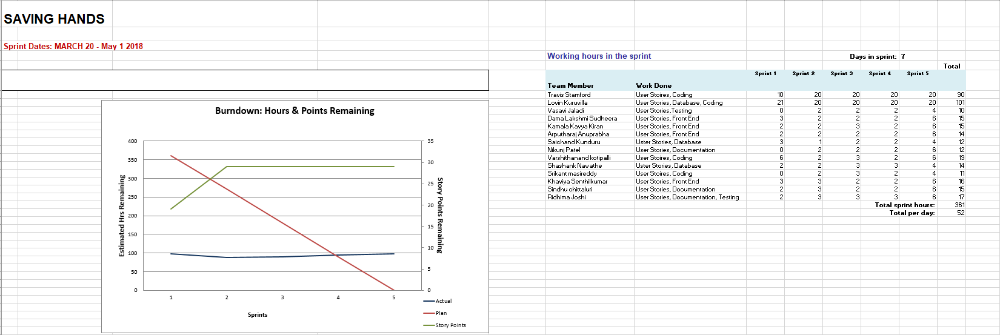 SAVING HANDS
Sprint Dates: MARCH 20 - May 1 2018
Burndown: Hours & Points Remaining
400
350
300
250
200
150
100
50
0
Estimated Hrs Remaining
35
30
25
20
15
10
5
0
Story Points Remaining
1 2 3 4 5
Sprints
Actual
Plan
Story Points
Working hours in the sprint Days in sprint: 7
Total
Sprint 1 Sprint 2 Sprint 3 Sprint 4 Sprint 5
Team Member Work Done
Travis Stamford User Stoires, Coding 10 20 20 20 20 90
Lovin Kuruvilla User Stories, Database, Coding 21 20 20 20 20 101
Vasavi Jaladi User Stories,Testing 0 2 2 2 4 10
Dama Lakshmi Sudheera User Stories, Front End 3 2 2 2 6 15
Kamala Kavya Kiran User Stories, Front End 2 2 3 2 6 15
Arputharaj Anuprabha User Stories, Front End 2 2 2 2 6 14
Saichand Kunduru Uster Stories, Database 3 1 2 2 4 12
Nikunj Patel User Stories, Documentation 0 2 2 2 6 12
Varshithanand kotipalli User Stoires, Coding 6 2 3 2 6 19
Shashank Nawathe Uster Stories, Database 2 2 3 3 4 14
Srikant masireddy User Stoires, Coding 0 2 3 2 4 11
Khaviya Senthilkumar User Stories, Front End 3 3 2 2 6 16
Sindhu chittaluri User Stories, Documentation 2 3 2 2 6 15
Ridhima Joshi User Stories, Documentation, Testing 2 3 3 3 6 17
Total sprint hours: 361
Total per day: 52